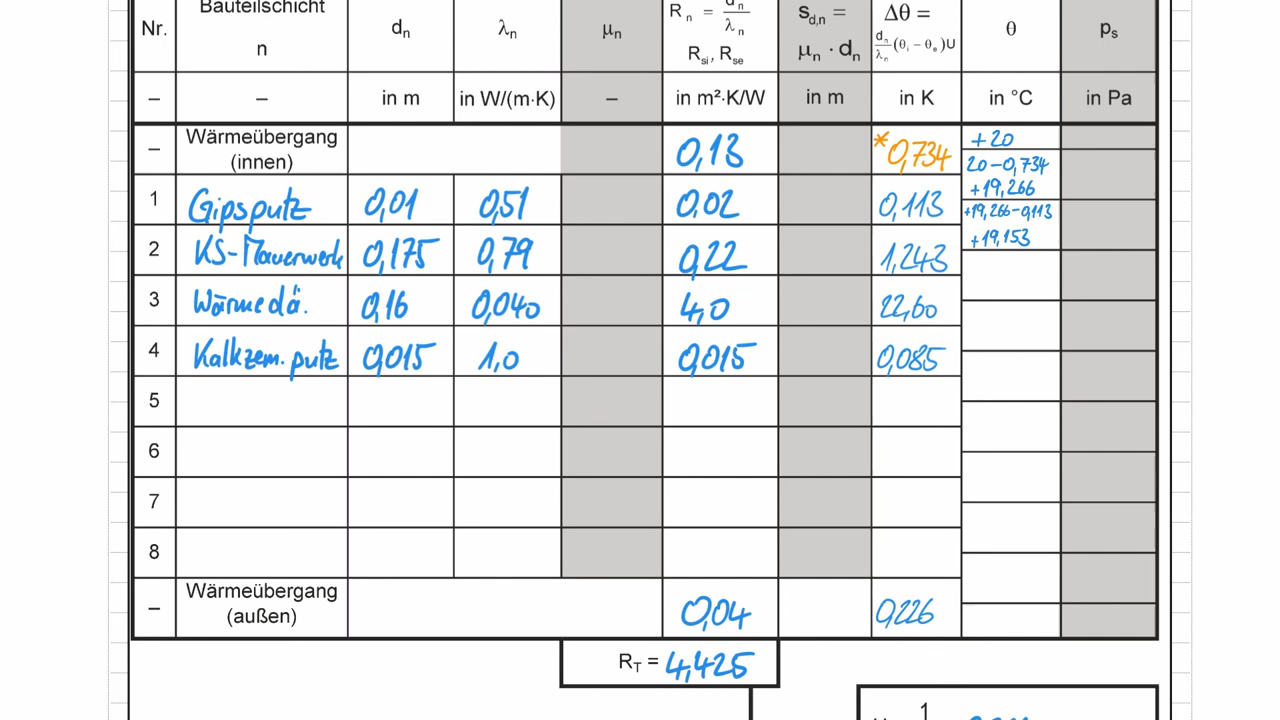 Nr. Bauteilschicht n dₙ λₙ μₙ Rₙ = dₙ/λₙ Rsi, Rse sd,n = μₙ · dₙ Δθ = dₙ/λₙ(θi − θe)U θ ps
– – in m in W/(m·K) – in m²·K/W in m in K in °C in Pa
– Wärmeübergang (innen) 0,13 *0,734 +20
20−0,734
1 Gipsputz 0,01 0,51 0,02 0,113 +19,266
+19,266−0,113
2 KS-Mauerwerk 0,175 0,79 0,22 1,243 +19,153
3 Wärmedä. 0,16 0,040 4,0 22,60
4 Kalkzem. putz 0,015 1,0 0,015 0,085
5
6
7
8
– Wärmeübergang (außen) 0,04 0,226
RT = 4,425
1